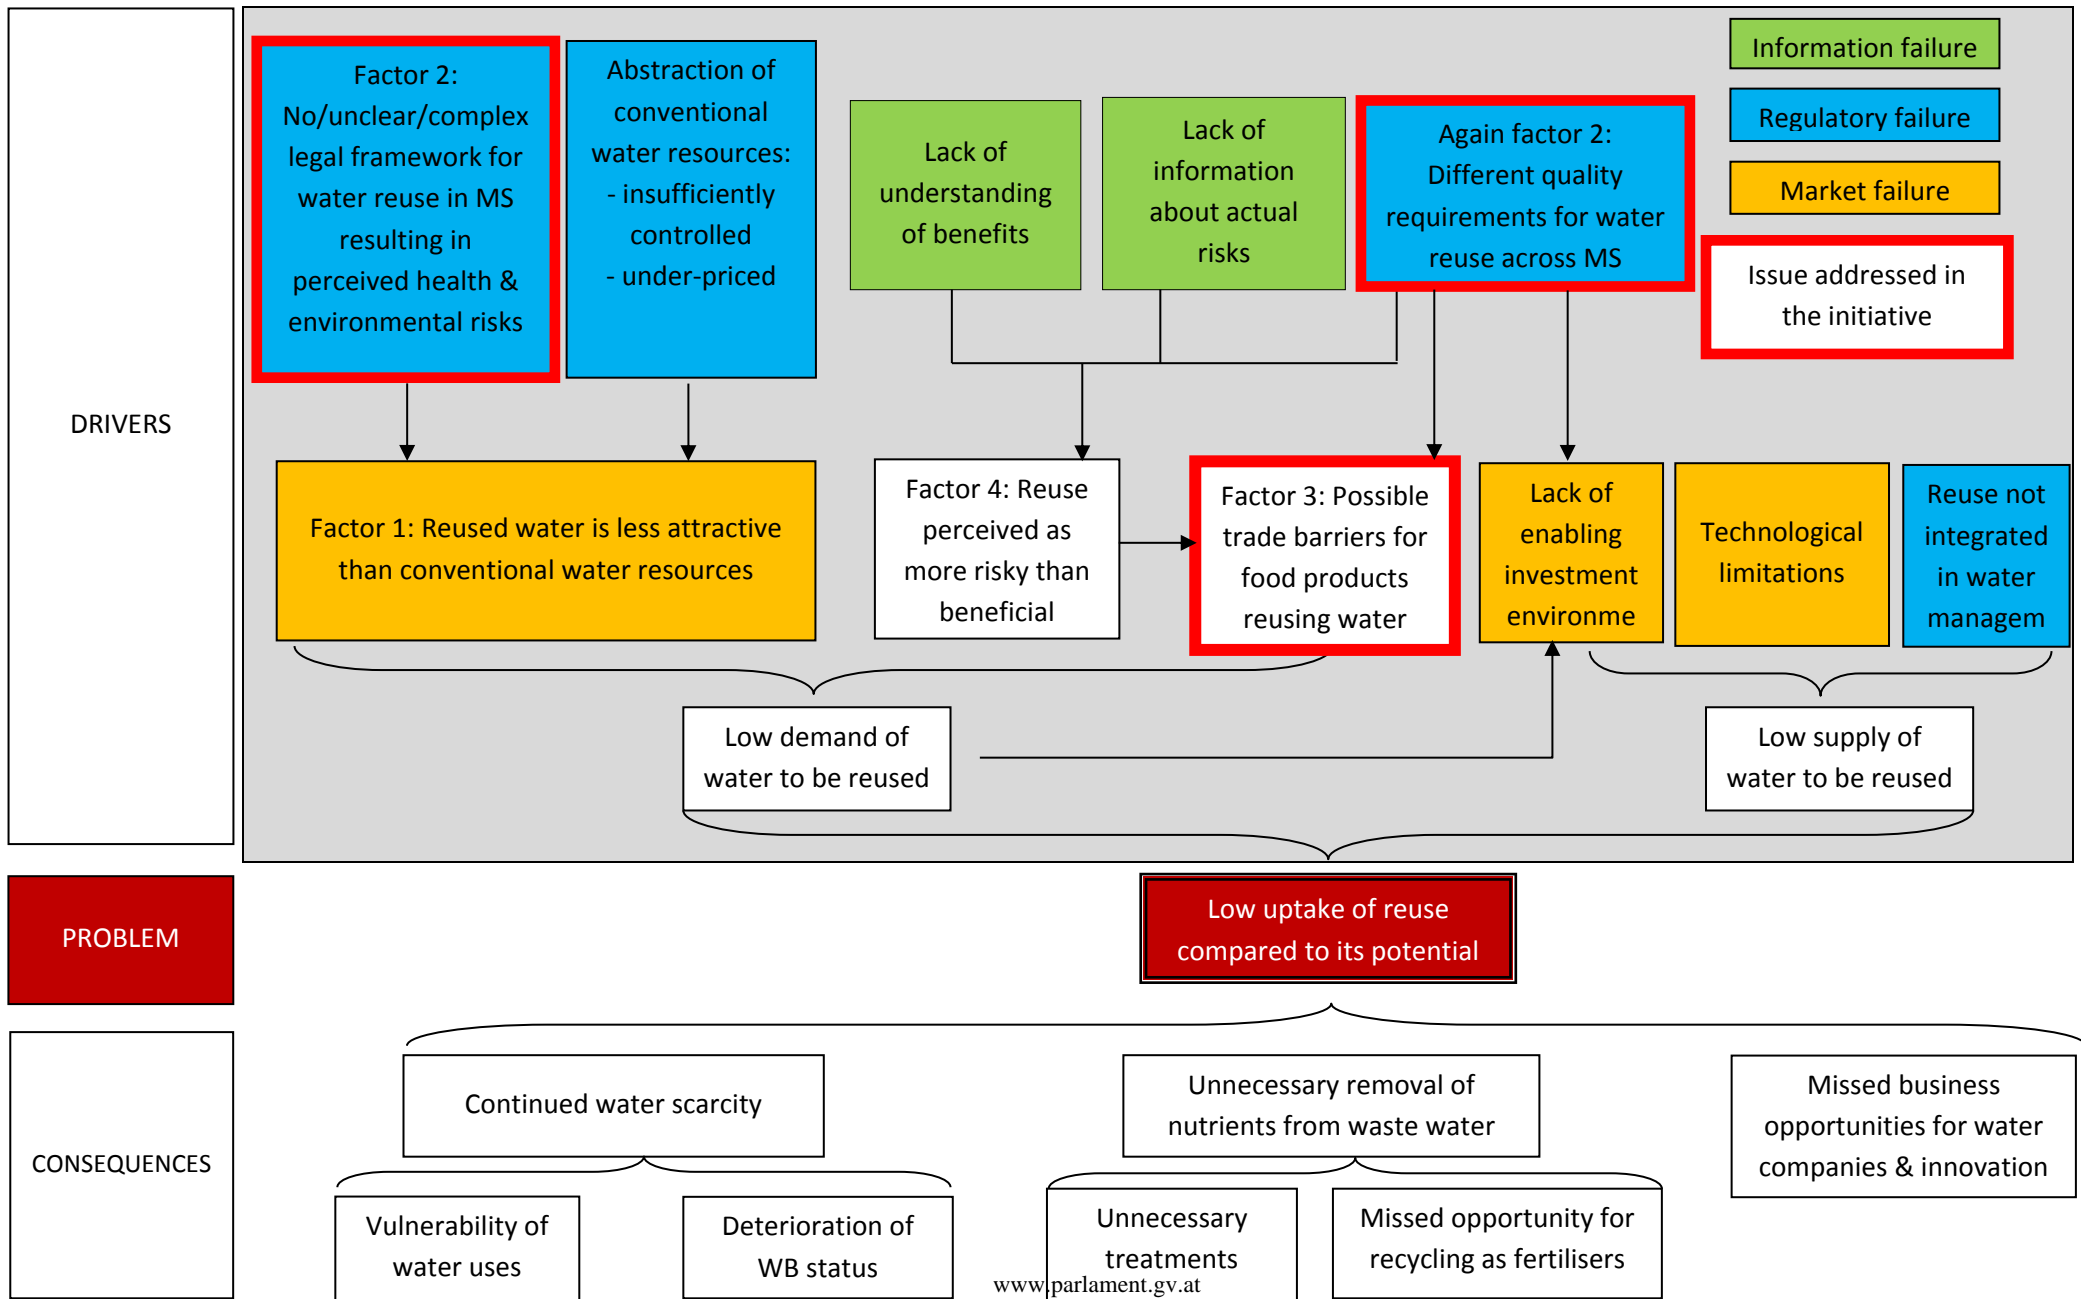 DRIVERS
Factor 2:
No/unclear/complex
legal framework for
water reuse in MS
resulting in
perceived health &
environmental risks
Abstraction of
conventional
water resources:
- insufficiently
controlled
- under-priced
Lack of
understanding
of benefits
Lack of
information
about actual
risks
Again factor 2:
Different quality
requirements for water
reuse across MS
Information failure
Regulatory failure
Market failure
Issue addressed in
the initiative
Factor 1: Reused water is less attractive
than conventional water resources
Factor 4: Reuse
perceived as
more risky than
beneficial
Factor 3: Possible
trade barriers for
food products
reusing water
Lack of
enabling
investment
environme
Technological
limitations
Reuse not
integrated
in water
managem
Low demand of
water to be reused
Low supply of
water to be reused
PROBLEM
Low uptake of reuse
compared to its potential
CONSEQUENCES
Continued water scarcity
Unnecessary removal of
nutrients from waste water
Missed business
opportunities for water
companies & innovation
Vulnerability of
water uses
Deterioration of
WB status
Unnecessary
treatments
Missed opportunity for
recycling as fertilisers
www.parlament.gv.at